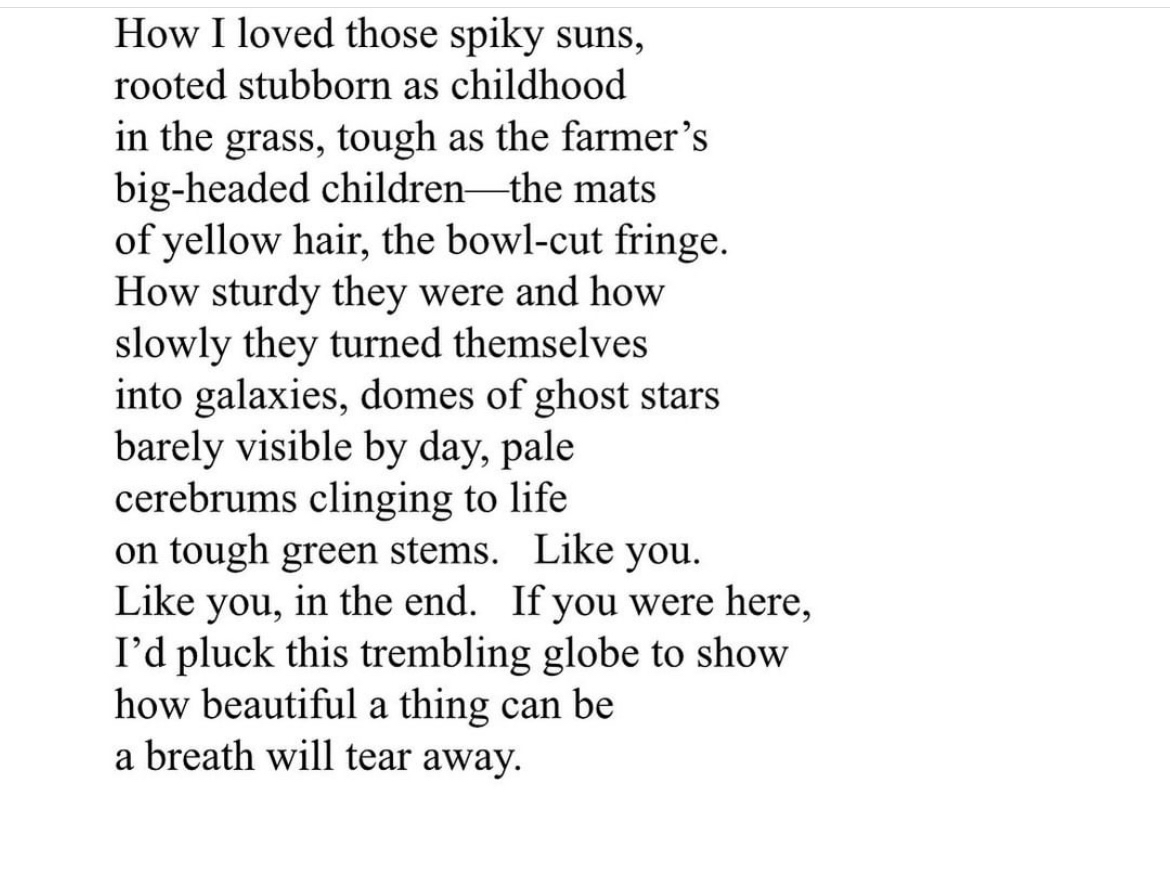 How I loved those spiky suns,
rooted stubborn as childhood
in the grass, tough as the farmer’s
big-headed children—the mats
of yellow hair, the bowl-cut fringe.
How sturdy they were and how
slowly they turned themselves
into galaxies, domes of ghost stars
barely visible by day, pale
cerebrums clinging to life
on tough green stems.   Like you.
Like you, in the end.   If you were here,
I’d pluck this trembling globe to show
how beautiful a thing can be
a breath will tear away.